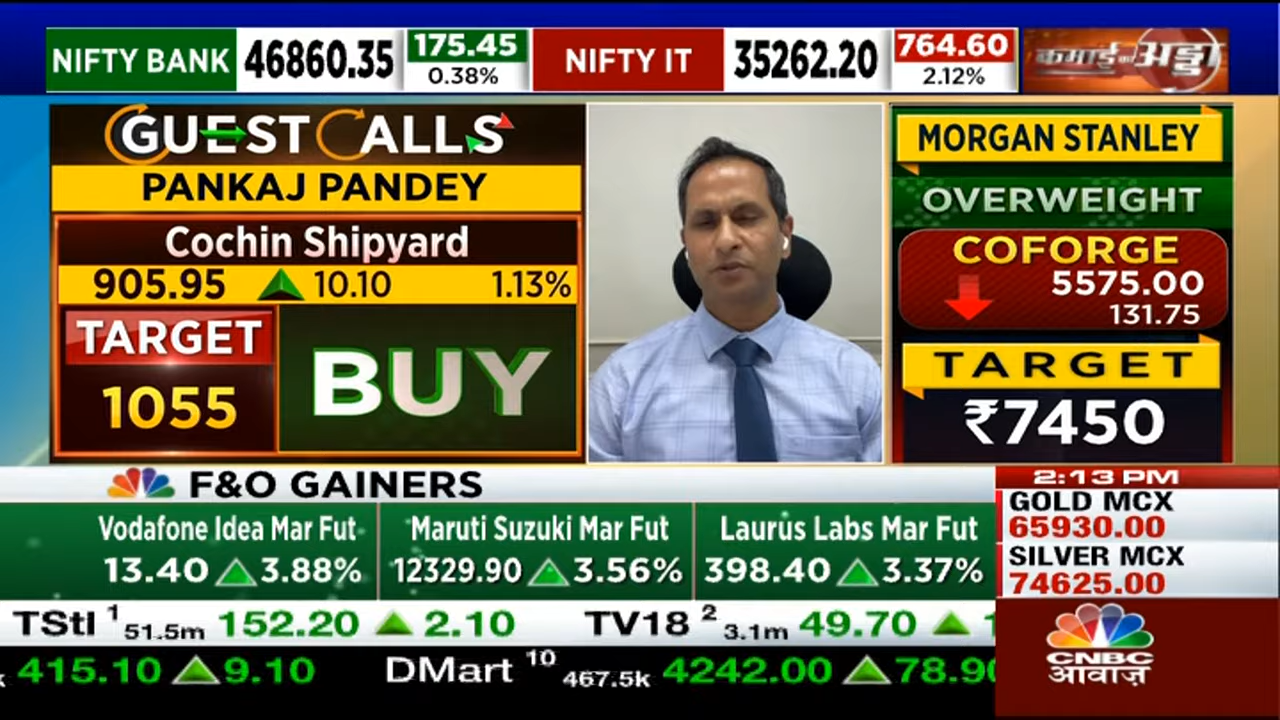 NIFTY BANK 46860.35 175.45 0.38% NIFTY IT 35262.20 764.60 2.12% कमाई का अड्डा
GUEST CALLS
PANKAJ PANDEY
Cochin Shipyard
905.95 10.10 1.13%
TARGET
1055
BUY
MORGAN STANLEY
OVERWEIGHT
COFORGE
5575.00
131.75
TARGET
₹7450
F&O GAINERS
Vodafone Idea Mar Fut Maruti Suzuki Mar Fut Laurus Labs Mar Fut
13.40 3.88% 12329.90 3.56% 398.40 3.37%
2:13 PM
GOLD MCX
65930.00
SILVER MCX
74625.00
TStl 1 51.5m 152.20 2.10 TV18 2 3.1m 49.70
415.10 9.10 DMart 10 467.5k 4242.00 78.90
CNBC
आवाज़